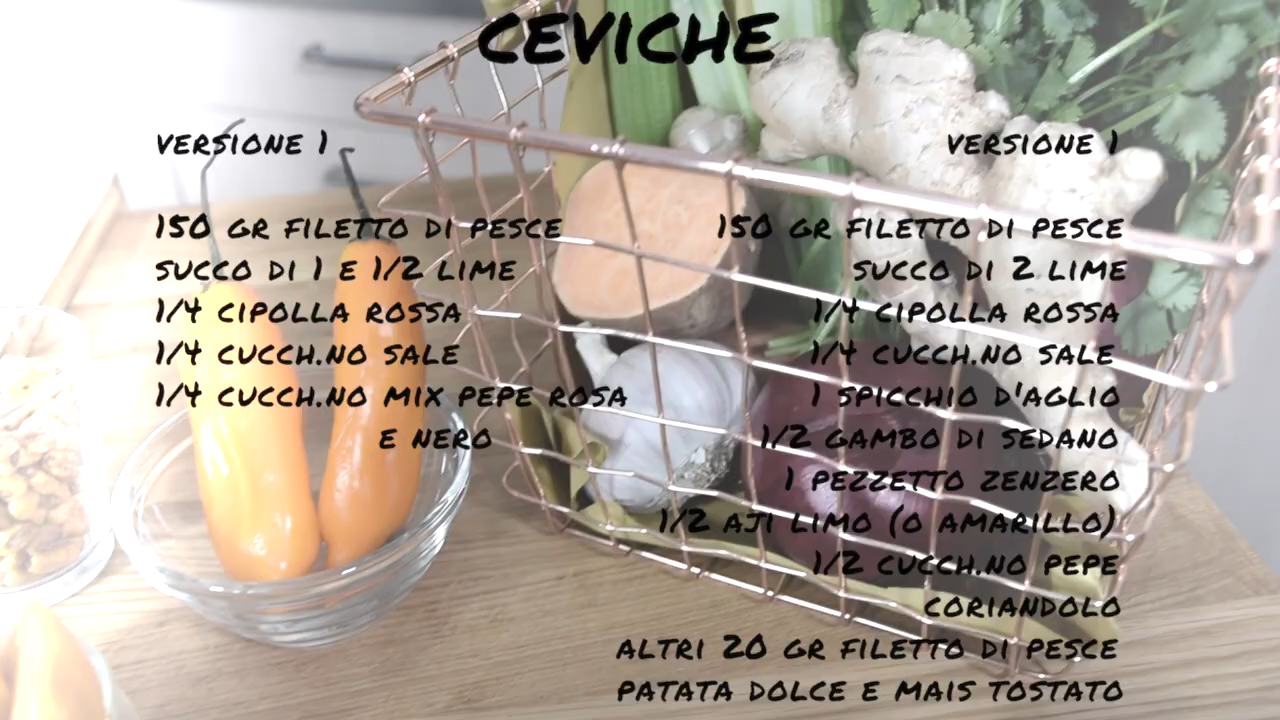 CEVICHE
VERSIONE 1
150 GR FILETTO DI PESCE
SUCCO DI 1 E 1/2 LIME
1/4 CIPOLLA ROSSA
1/4 CUCCH.NO SALE
1/4 CUCCH.NO MIX PEPE ROSA
E NERO
VERSIONE 1
150 GR FILETTO DI PESCE
SUCCO DI 2 LIME
1/4 CIPOLLA ROSSA
1/4 CUCCH.NO SALE
1 SPICCHIO D'AGLIO
1/2 GAMBO DI SEDANO
1 PEZZETTO ZENZERO
1/2 AJI LIMO (O AMARILLO)
1/2 CUCCH.NO PEPE
CORIANDOLO
ALTRI 20 GR FILETTO DI PESCE
PATATA DOLCE E MAIS TOSTATO